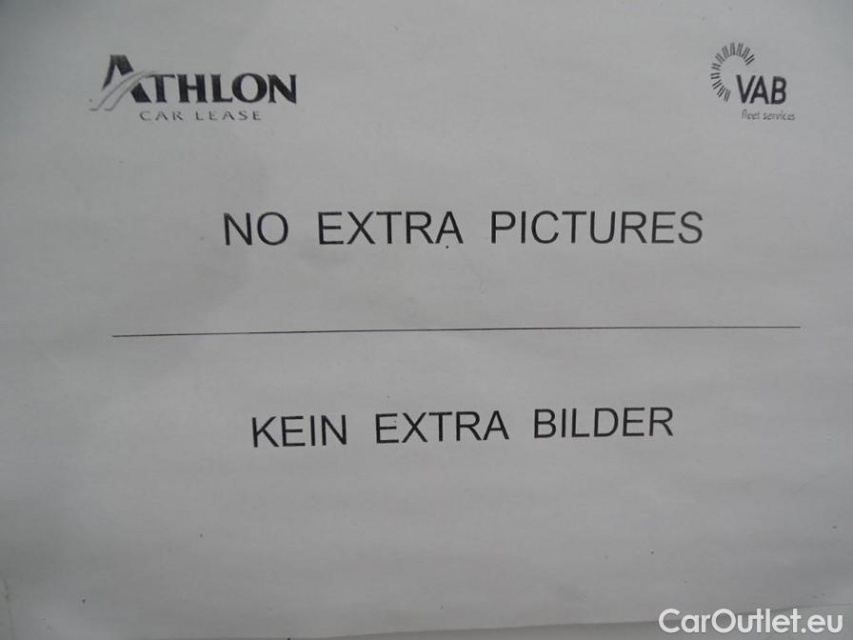 ATHLON
CAR LEASE
VAB
fleet services
NO EXTRA PICTURES
KEIN EXTRA BILDER
CarOutlet.eu